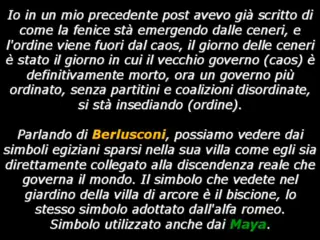 Io in un mio precedente post avevo già scritto di
come la fenice stà emergendo dalle ceneri, e
l'ordine viene fuori dal caos, il giorno delle ceneri
è stato il giorno in cui il vecchio governo (caos) è
definitivamente morto, ora un governo più
ordinato, senza partitini e coalizioni disordinate,
si stà insediando (ordine).
Parlando di Berlusconi, possiamo vedere dai
simboli egiziani sparsi nella sua villa come egli sia
direttamente collegato alla discendenza reale che
governa il mondo. Il simbolo che vedete nel
giardino della villa di arcore è il biscione, lo
stesso simbolo adottato dall'alfa romeo.
Simbolo utilizzato anche dai Maya.